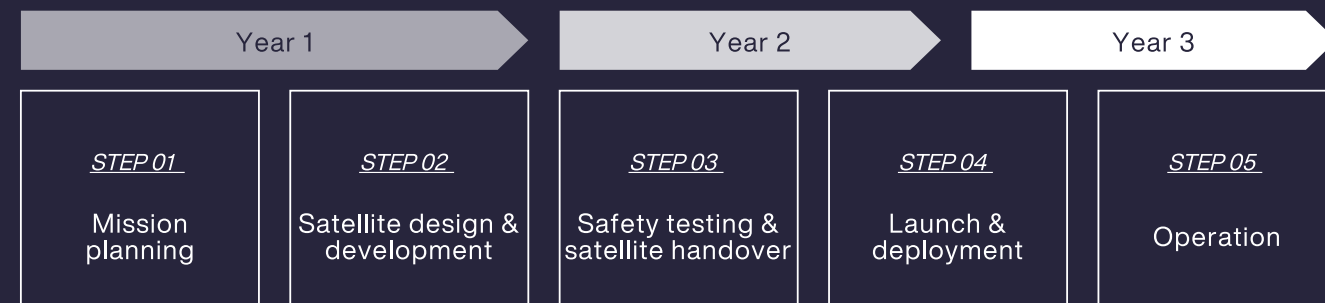 Year 1
Year 2
Year 3
STEP 01
Mission
planning
STEP 02
Satellite design &
development
STEP 03
Safety testing &
satellite handover
STEP 04
Launch &
deployment
STEP 05
Operation